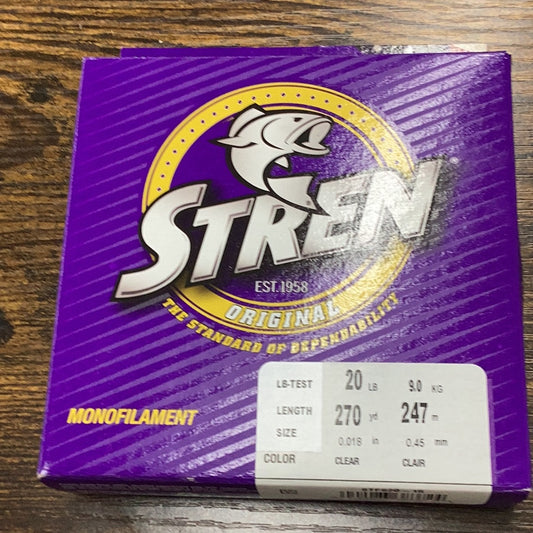 STREN
EST. 1958
ORIGINAL
THE STANDARD OF DEPENDABILITY
MONOFILAMENT
LB-TEST 20 LB 9.0 KG
LENGTH 270 yd 247 m
SIZE 0.018 in 0.45 mm
COLOR CLEAR CLAIR